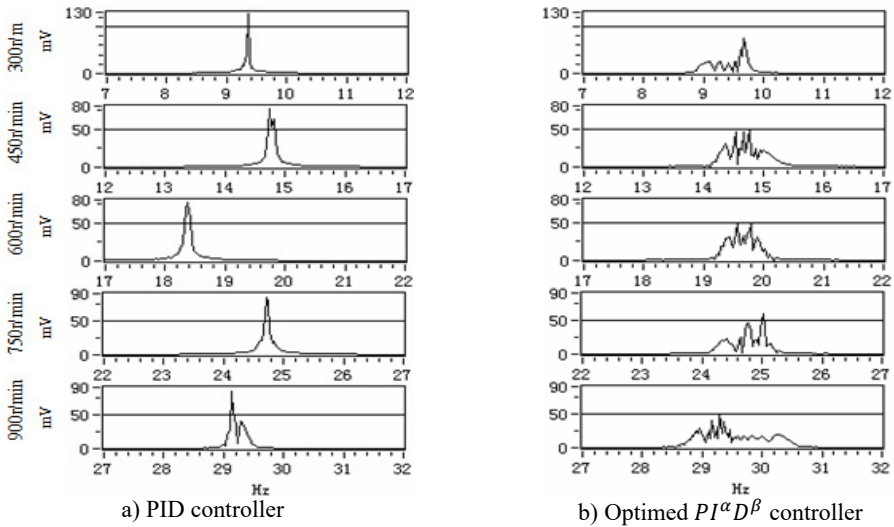 300r/m mV 130 0 7 8 9 10 11 12
130 0 7 8 9 10 11 12
450r/min mV 80 50 0 12 13 14 15 16 17
80 50 0 12 13 14 15 16 17
600r/min mV 80 50 0 17 18 19 20 21 22
80 50 0 17 18 19 20 21 22
750r/min mV 90 50 0 22 23 24 25 26 27
90 50 0 22 23 24 25 26 27
900r/min mV 90 50 0 27 28 29 30 31 32
90 50 0 27 28 29 30 31 32
Hz
Hz
a) PID controller
b) Optimed $PI^{\alpha}D^{\beta}$ controller